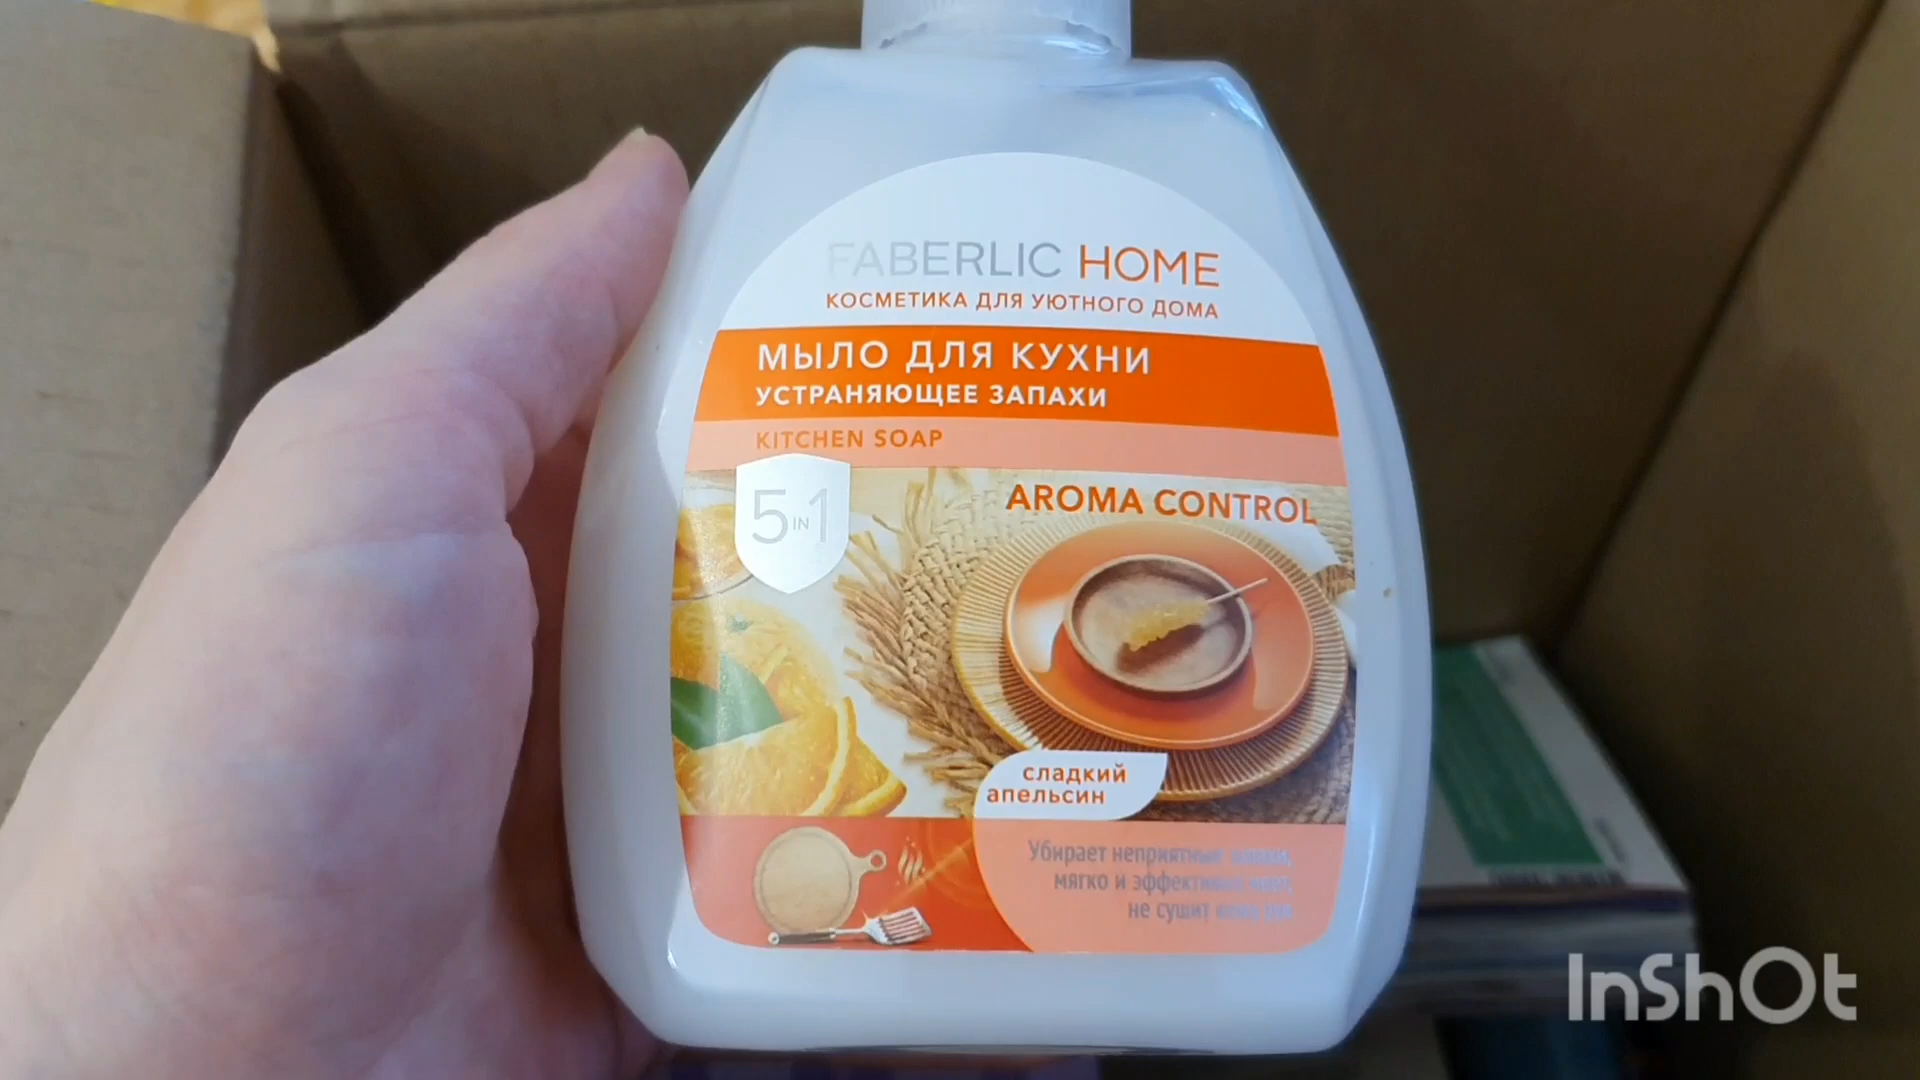 FABERLIC HOME
КОСМЕТИКА ДЛЯ УЮТНОГО ДОМА
МЫЛО ДЛЯ КУХНИ
УСТРАНЯЮЩЕЕ ЗАПАХИ
KITCHEN SOAP
5 IN 1
AROMA CONTROL
сладкий
апельсин
Убирает неприятные
мягко и эффективно
не сушит
InShOt